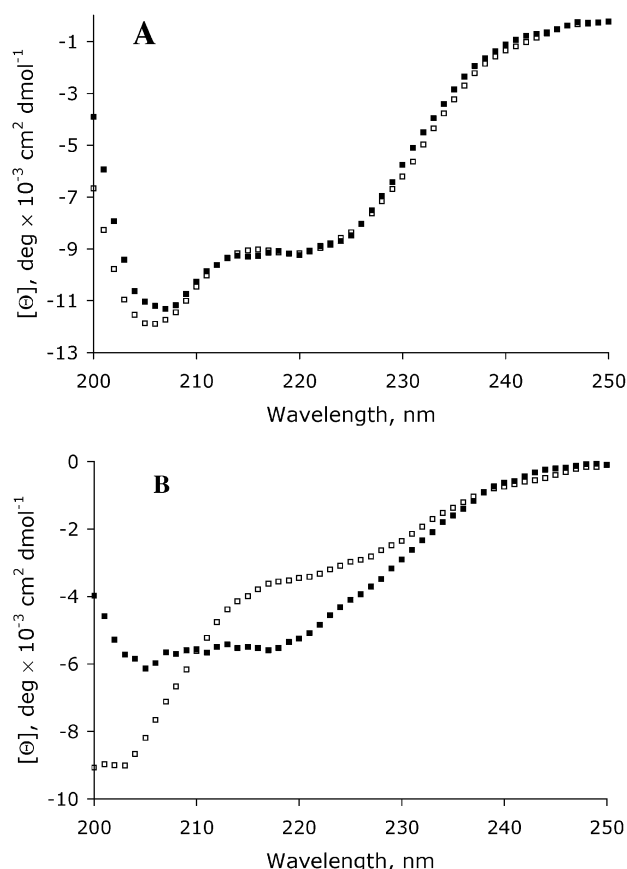 A
-1
-3
-5
-7
-9
-11
-13
[Θ], deg × 10⁻³ cm² dmol⁻¹
200 210 220 230 240 250
Wavelength, nm
B
0
-2
-4
-6
-8
-10
[Θ], deg × 10⁻³ cm² dmol⁻¹
200 210 220 230 240 250
Wavelength, nm